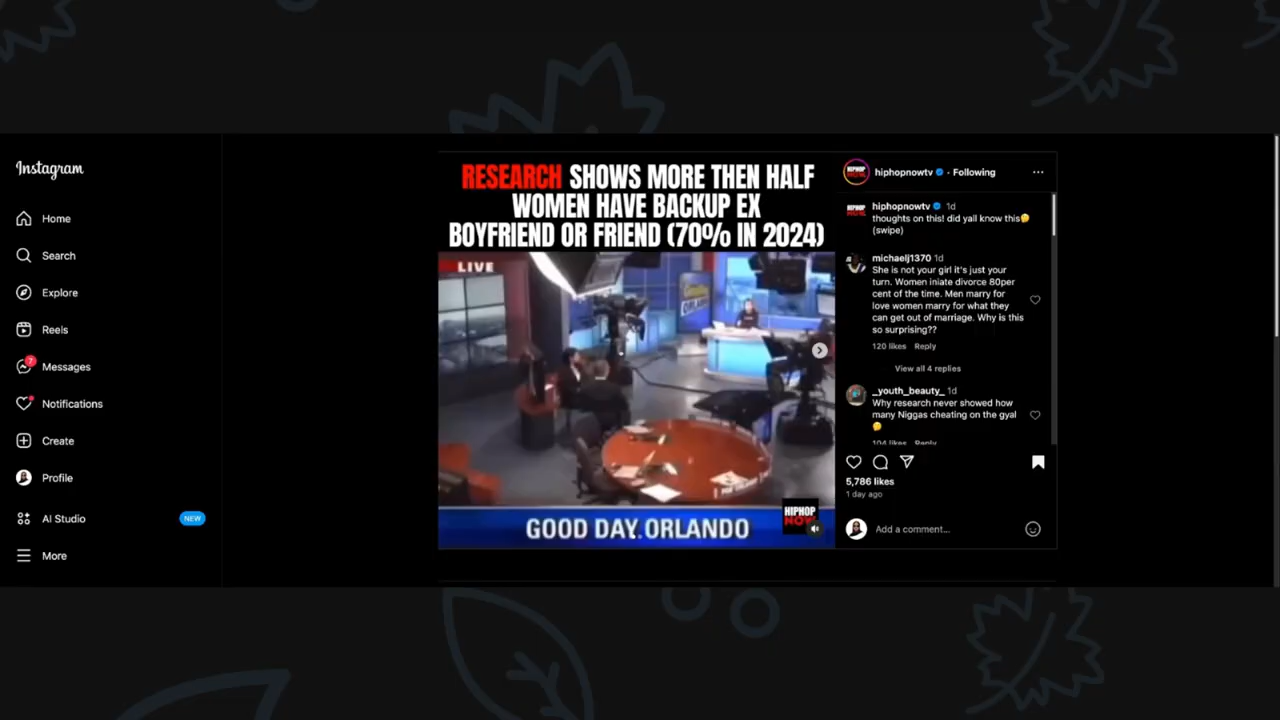 Instagram
Home
Search
Explore
Reels
7
Messages
Notifications
Create
Profile
AI Studio
NEW
More
RESEARCH SHOWS MORE THEN HALF
WOMEN HAVE BACKUP EX
BOYFRIEND OR FRIEND (70% IN 2024)
LIVE
GOOD DAY ORLANDO
HIPHOP
NOW
hiphopnowtv • Following
hiphopnowtv 1d
thoughts on this! did yall know this🤔
(swipe)
michaelj1370 1d
She is not your girl it's just your
turn. Women iniate divorce 80per
cent of the time. Men marry for
love women marry for what they
can get out of marriage. Why is this
so surprising??
120 likes Reply
View all 4 replies
_youth_beauty_ 1d
Why research never showed how
many Niggas cheating on the gyal
🤔
104 likes Reply
5,786 likes
1 day ago
Add a comment...